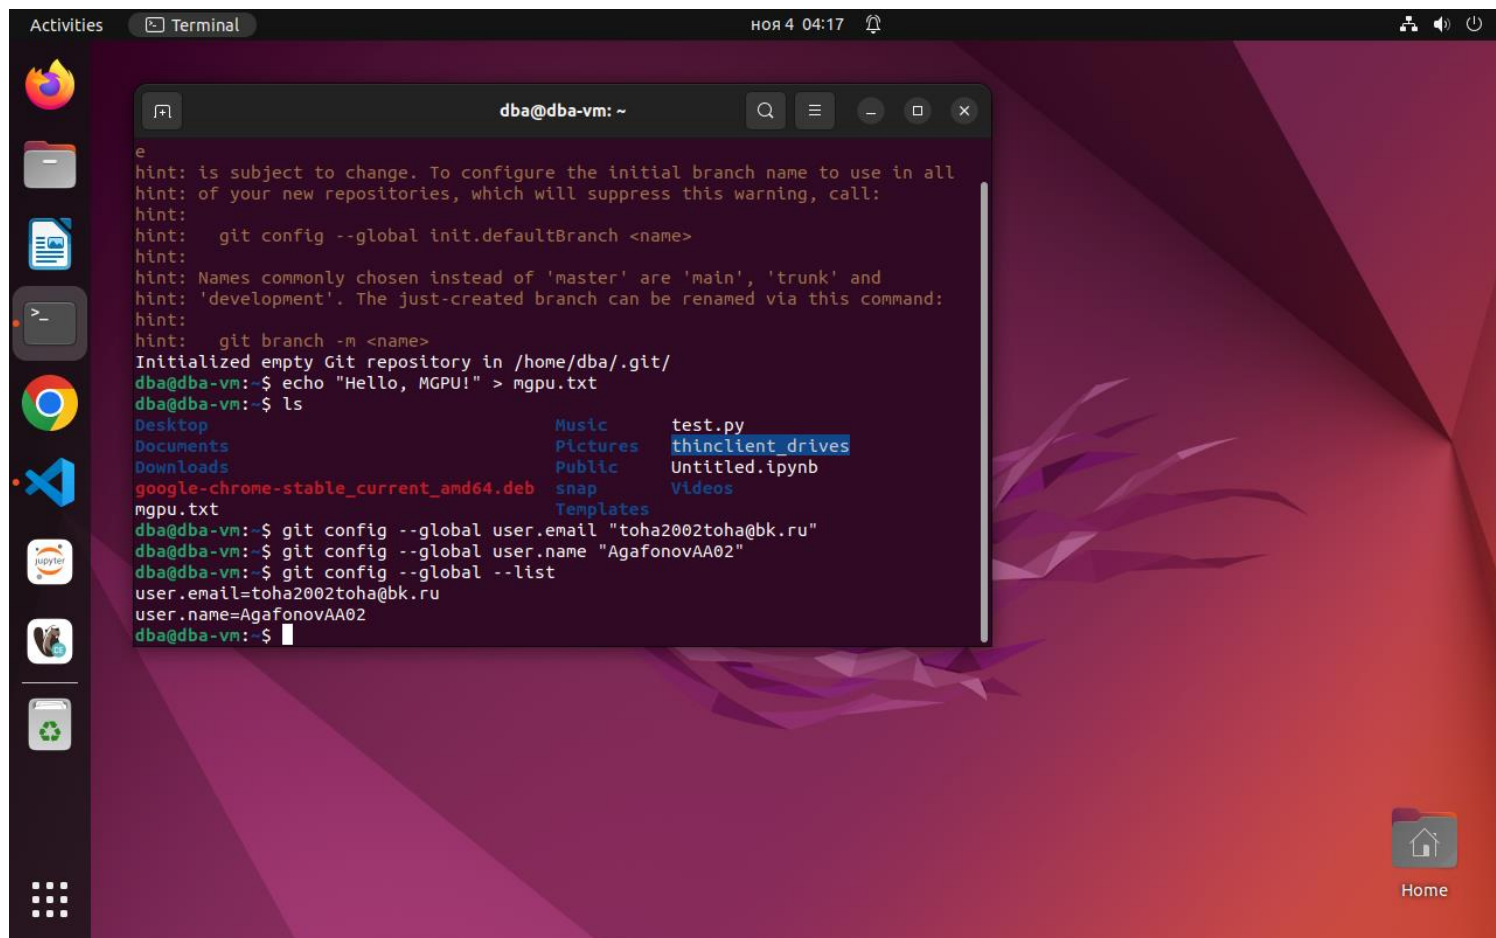 Activities
Terminal
ноя 4 04:17
dba@dba-vm: ~
e
hint: is subject to change. To configure the initial branch name to use in all
hint: of your new repositories, which will suppress this warning, call:
hint:
hint:   git config --global init.defaultBranch <name>
hint:
hint: Names commonly chosen instead of 'master' are 'main', 'trunk' and
hint: 'development'. The just-created branch can be renamed via this command:
hint:
hint:   git branch -m <name>
Initialized empty Git repository in /home/dba/.git/
dba@dba-vm:~$ echo "Hello, MGPU!" > mgpu.txt
dba@dba-vm:~$ ls
Desktop Music test.py
Documents Pictures thinclient_drives
Downloads Public Untitled.ipynb
google-chrome-stable_current_amd64.deb snap Videos
mgpu.txt Templates
dba@dba-vm:~$ git config --global user.email "toha2002toha@bk.ru"
dba@dba-vm:~$ git config --global user.name "AgafonovAA02"
dba@dba-vm:~$ git config --global --list
user.email=toha2002toha@bk.ru
user.name=AgafonovAA02
dba@dba-vm:~$
jupyter
CE
Home